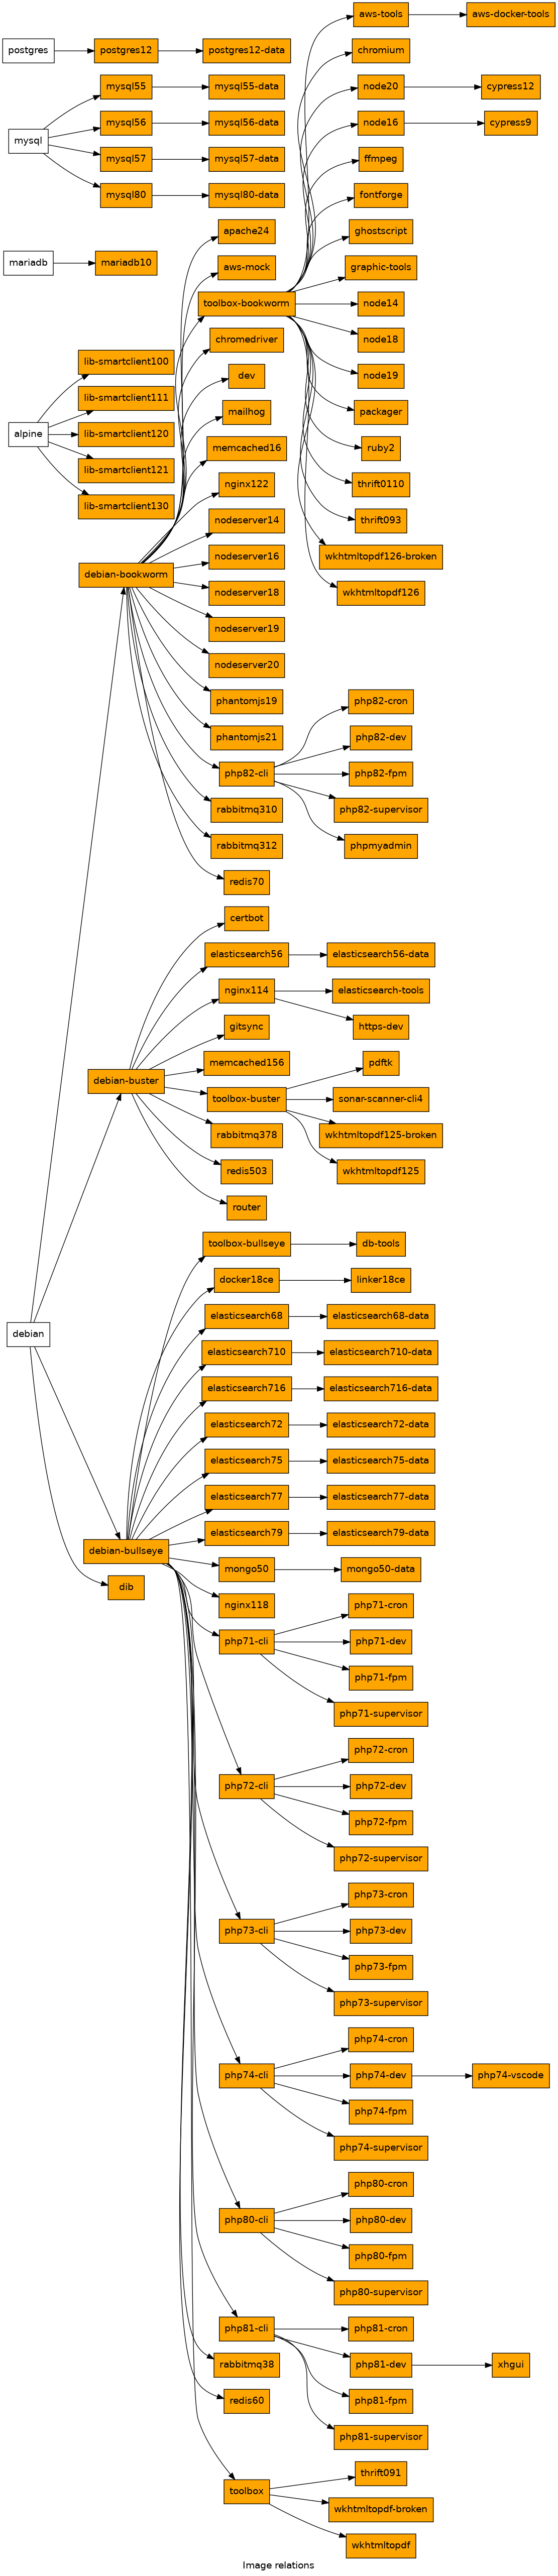 aws-tools
aws-docker-tools
postgres
postgres12
postgres12-data
chromium
mysql55
mysql55-data
node20
cypress12
mysql
mysql56
mysql56-data
node16
cypress9
mysql57
mysql57-data
ffmpeg
mysql80
mysql80-data
fontforge
apache24
ghostscript
mariadb
mariadb10
aws-mock
graphic-tools
toolbox-bookworm
node14
chromedriver
node18
lib-smartclient100
dev
node19
lib-smartclient111
mailhog
packager
alpine
lib-smartclient120
memcached16
ruby2
lib-smartclient121
nginx122
thrift0110
lib-smartclient130
nodeserver14
thrift093
nodeserver16
wkhtmltopdf126-broken
debian-bookworm
nodeserver18
wkhtmltopdf126
nodeserver19
nodeserver20
phantomjs19
php82-cron
phantomjs21
php82-dev
php82-cli
php82-fpm
rabbitmq310
php82-supervisor
rabbitmq312
phpmyadmin
redis70
certbot
elasticsearch56
elasticsearch56-data
nginx114
elasticsearch-tools
gitsync
https-dev
memcached156
pdftk
debian-buster
toolbox-buster
sonar-scanner-cli4
rabbitmq378
wkhtmltopdf125-broken
redis503
wkhtmltopdf125
router
toolbox-bullseye
db-tools
docker18ce
linker18ce
elasticsearch68
elasticsearch68-data
debian
elasticsearch710
elasticsearch710-data
elasticsearch716
elasticsearch716-data
elasticsearch72
elasticsearch72-data
elasticsearch75
elasticsearch75-data
elasticsearch77
elasticsearch77-data
elasticsearch79
elasticsearch79-data
debian-bullseye
mongo50
mongo50-data
dib
nginx118
php71-cron
php71-cli
php71-dev
php71-fpm
php71-supervisor
php72-cron
php72-cli
php72-dev
php72-fpm
php72-supervisor
php73-cron
php73-cli
php73-dev
php73-fpm
php73-supervisor
php74-cron
php74-cli
php74-dev
php74-vscode
php74-fpm
php74-supervisor
php80-cron
php80-cli
php80-dev
php80-fpm
php80-supervisor
php81-cli
php81-cron
rabbitmq38
php81-dev
xhgui
redis60
php81-fpm
php81-supervisor
thrift091
toolbox
wkhtmltopdf-broken
wkhtmltopdf
Image relations